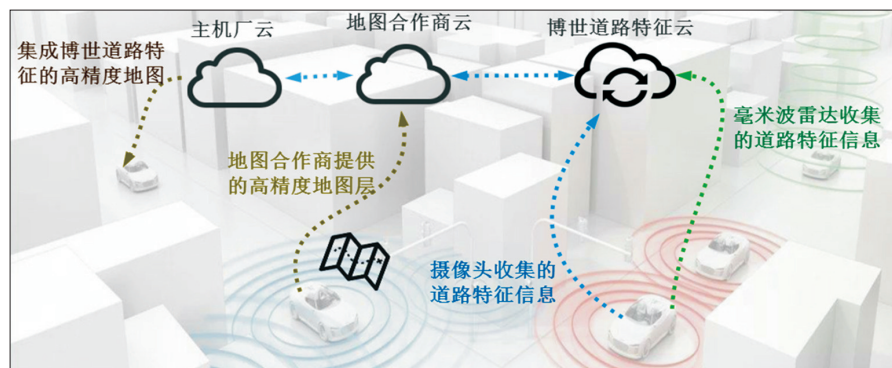 主机厂云
地图合作商云
博世道路特征云
集成博世道路特
征的高精度地图
毫米波雷达收集
的道路特征信息
地图合作商提供
的高精度地图层
摄像头收集的
道路特征信息